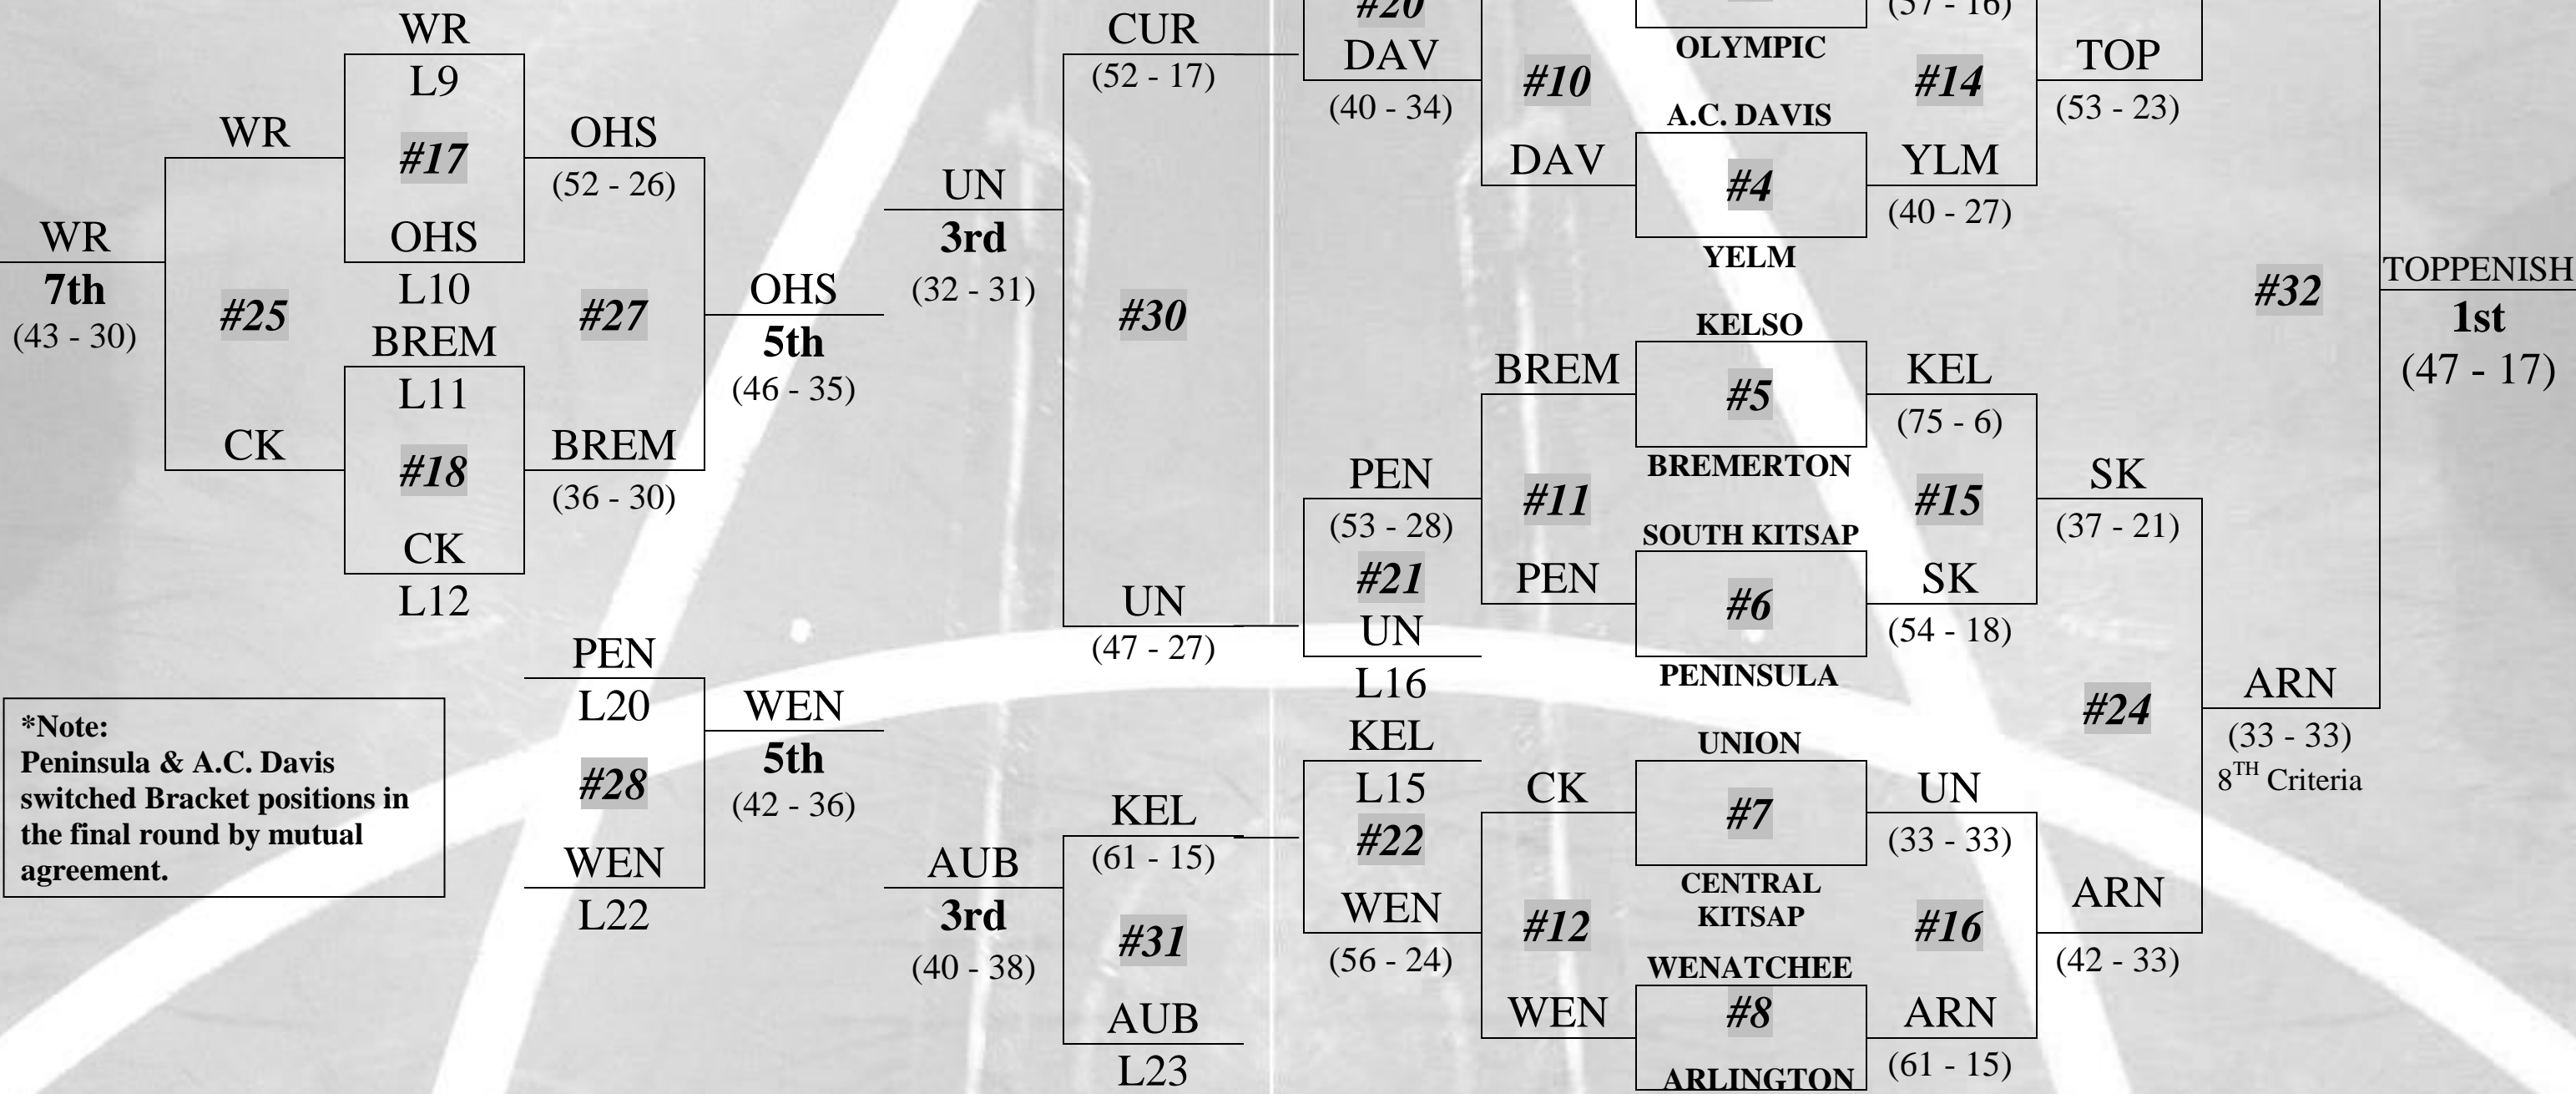 WR
L9
#17
OHS
L10
BREM
L11
#18
CK
L12
WR
#25
CK
WR
7th
(43 - 30)
OHS
(52 - 26)
#27
BREM
(36 - 30)
OHS
5th
(46 - 35)
PEN
L20
#28
WEN
L22
WEN
5th
(42 - 36)
*Note:
Peninsula & A.C. Davis
switched Bracket positions in
the final round by mutual
agreement.
UN
3rd
(32 - 31)
CUR
(52 - 17)
#30
UN
(47 - 27)
AUB
3rd
(40 - 38)
KEL
(61 - 15)
#31
AUB
L23
#20
DAV
(40 - 34)
PEN
(53 - 28)
#21
UN
L16
KEL
L15
#22
WEN
(56 - 24)
#10
DAV
BREM
#11
PEN
CK
#12
WEN
OLYMPIC
A.C. DAVIS
#4
YELM
KELSO
#5
BREMERTON
SOUTH KITSAP
#6
PENINSULA
UNION
#7
CENTRAL
KITSAP
WENATCHEE
#8
ARLINGTON
(57 - 16)
#14
YLM
(40 - 27)
KEL
(75 - 6)
#15
SK
(54 - 18)
UN
(33 - 33)
#16
ARN
(61 - 15)
TOP
(53 - 23)
SK
(37 - 21)
#24
ARN
(42 - 33)
#32
ARN
(33 - 33)
8TH Criteria
TOPPENISH
1st
(47 - 17)